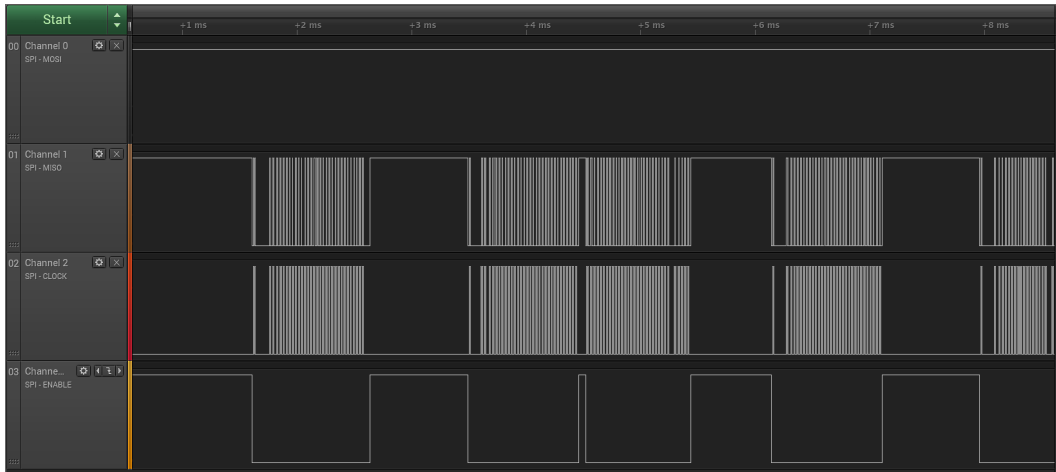 Start
+1 ms +2 ms +3 ms +4 ms +5 ms +6 ms +7 ms +8 ms
00 Channel 0
SPI - MOSI
01 Channel 1
SPI - MISO
02 Channel 2
SPI - CLOCK
03 Channe...
SPI - ENABLE